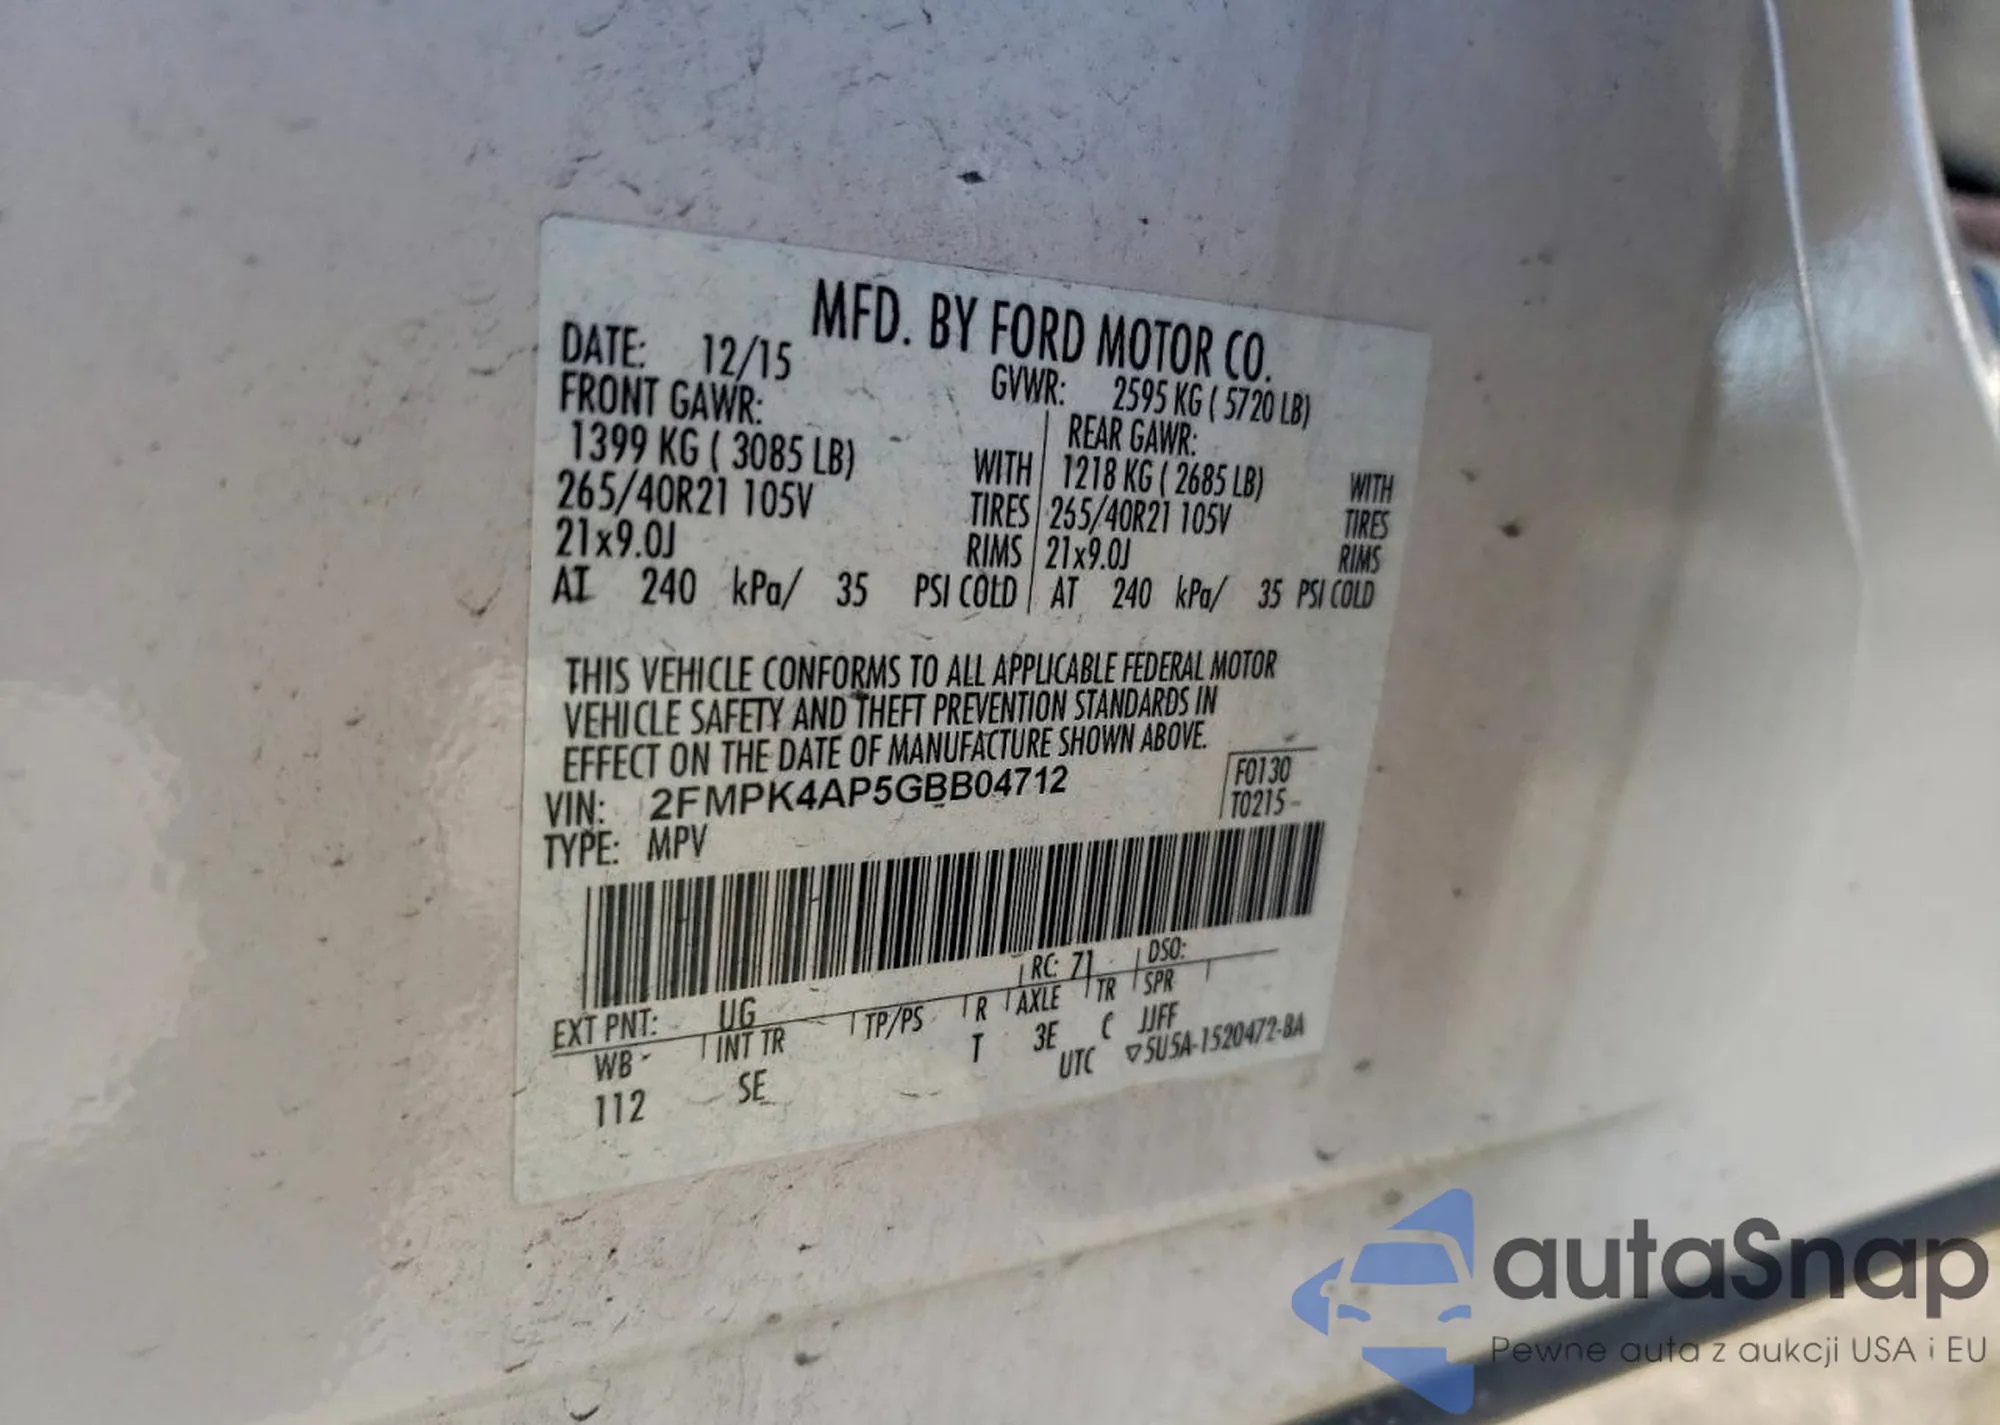 MFD. BY FORD MOTOR CO.
DATE: 12/15
GVWR: 2595 KG ( 5720 LB)
FRONT GAWR:
1399 KG ( 3085 LB) WITH
265/40R21 105V TIRES
21x9.0J RIMS
AT 240 kPa/ 35 PSI COLD
REAR GAWR:
1218 KG ( 2685 LB) WITH
265/40R21 105V TIRES
21x9.0J RIMS
AT 240 kPa/ 35 PSI COLD
THIS VEHICLE CONFORMS TO ALL APPLICABLE FEDERAL MOTOR
VEHICLE SAFETY AND THEFT PREVENTION STANDARDS IN
EFFECT ON THE DATE OF MANUFACTURE SHOWN ABOVE.
VIN: 2FMPK4AP5GBB04712
F0130
T0215
TYPE: MPV
EXT PNT: UG RC: 71 DSO:
WB INT TR TP/PS R AXLE TR SPR
112 SE T 3E C JJFF
UTC ▽5U5A-1520472-BA
autaSnap
Pewne auta z aukcji USA i EU